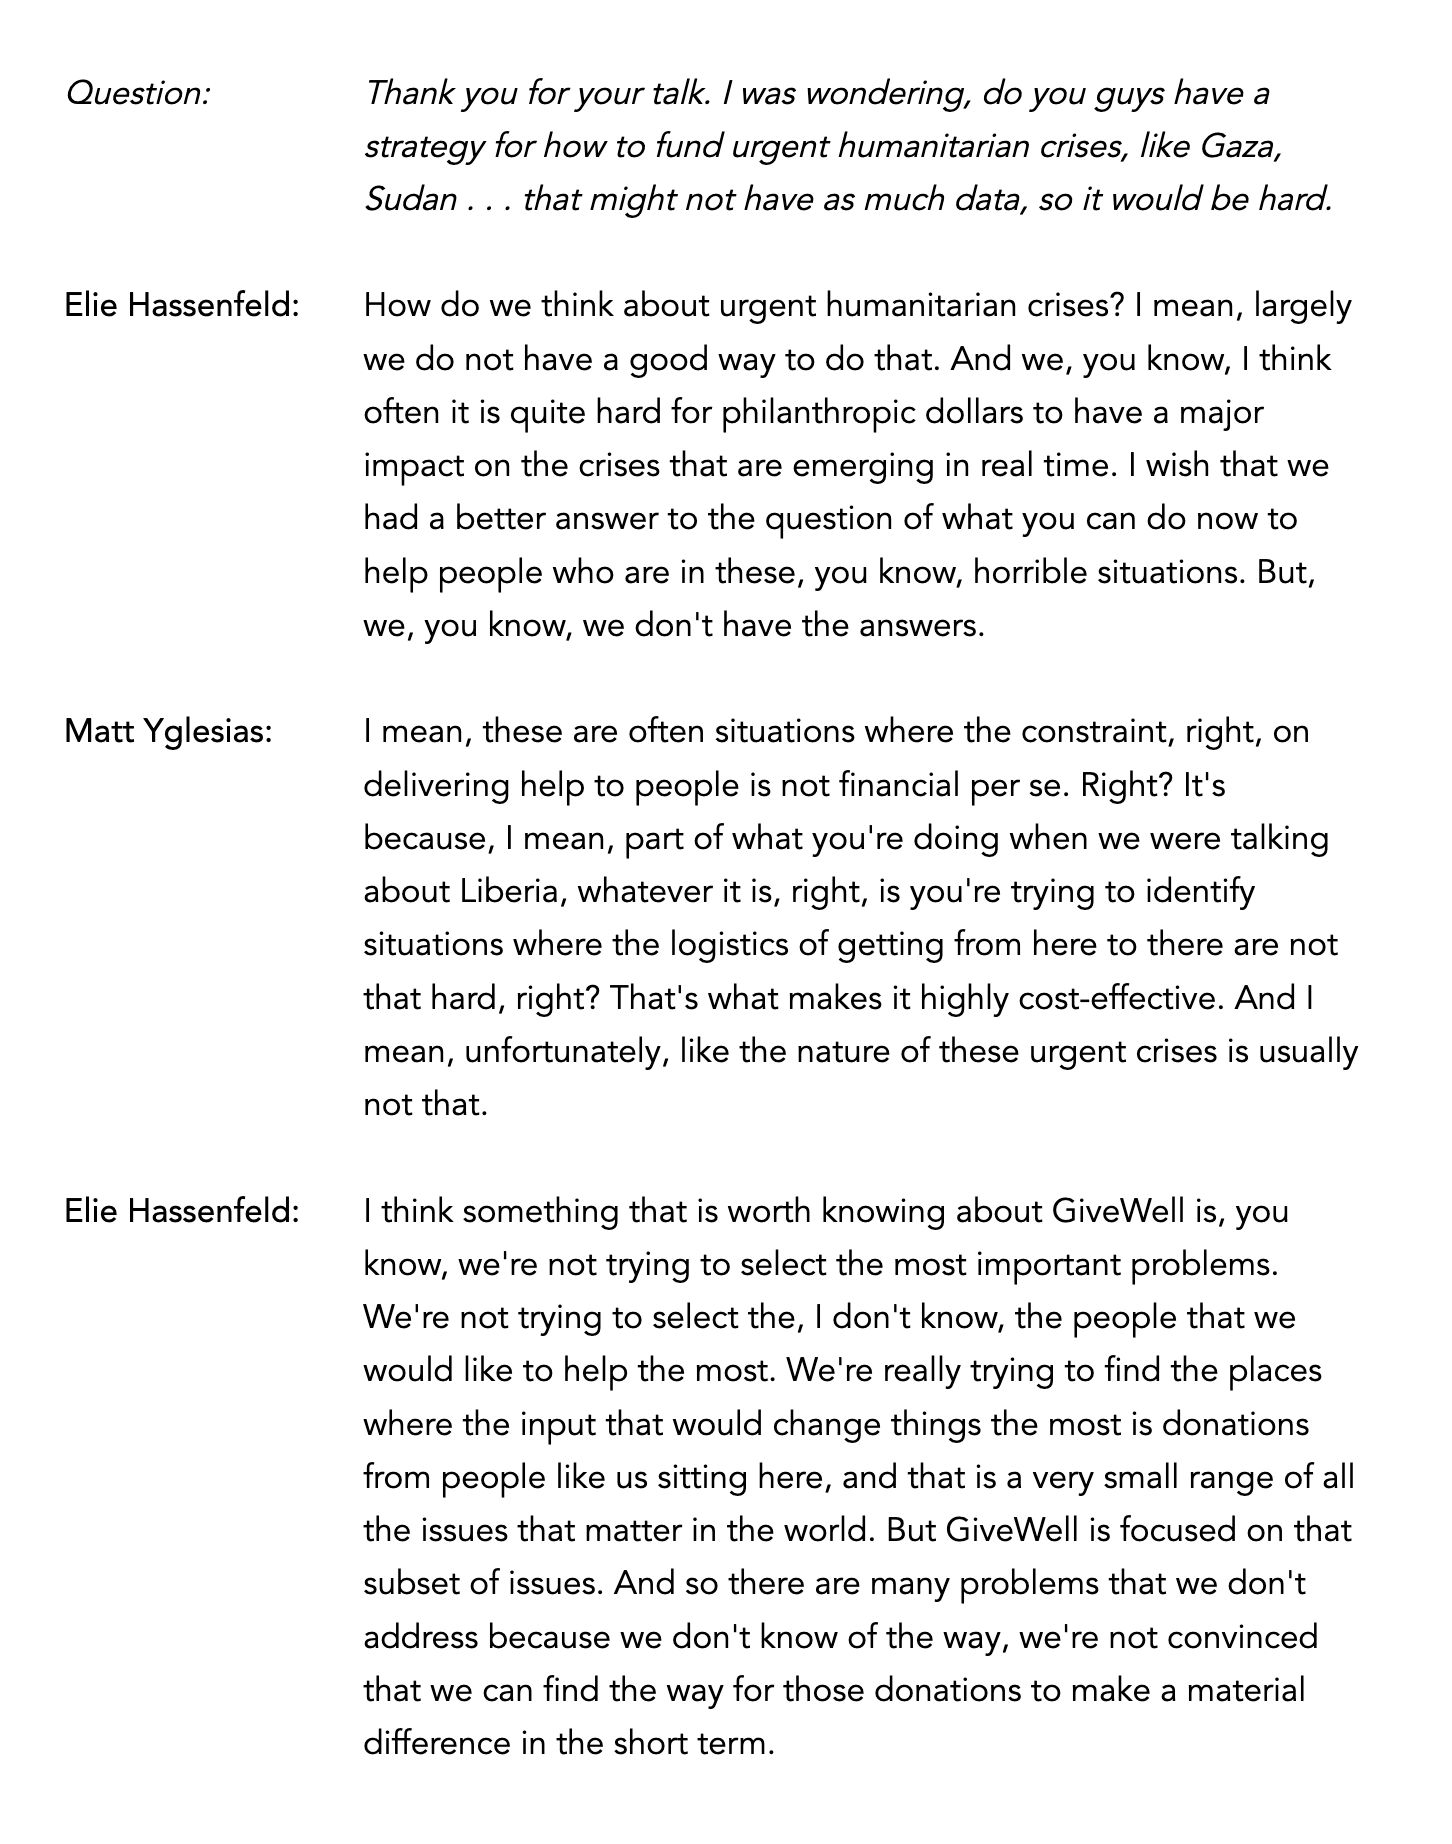 Question: Thank you for your talk. I was wondering, do you guys have a
strategy for how to fund urgent humanitarian crises, like Gaza,
Sudan . . . that might not have as much data, so it would be hard.
Elie Hassenfeld: How do we think about urgent humanitarian crises? I mean, largely
we do not have a good way to do that. And we, you know, I think
often it is quite hard for philanthropic dollars to have a major
impact on the crises that are emerging in real time. I wish that we
had a better answer to the question of what you can do now to
help people who are in these, you know, horrible situations. But,
we, you know, we don't have the answers.
Matt Yglesias: I mean, these are often situations where the constraint, right, on
delivering help to people is not financial per se. Right? It's
because, I mean, part of what you're doing when we were talking
about Liberia, whatever it is, right, is you're trying to identify
situations where the logistics of getting from here to there are not
that hard, right? That's what makes it highly cost-effective. And I
mean, unfortunately, like the nature of these urgent crises is usually
not that.
Elie Hassenfeld: I think something that is worth knowing about GiveWell is, you
know, we're not trying to select the most important problems.
We're not trying to select the, I don't know, the people that we
would like to help the most. We're really trying to find the places
where the input that would change things the most is donations
from people like us sitting here, and that is a very small range of all
the issues that matter in the world. But GiveWell is focused on that
subset of issues. And so there are many problems that we don't
address because we don't know of the way, we're not convinced
that we can find the way for those donations to make a material
difference in the short term.